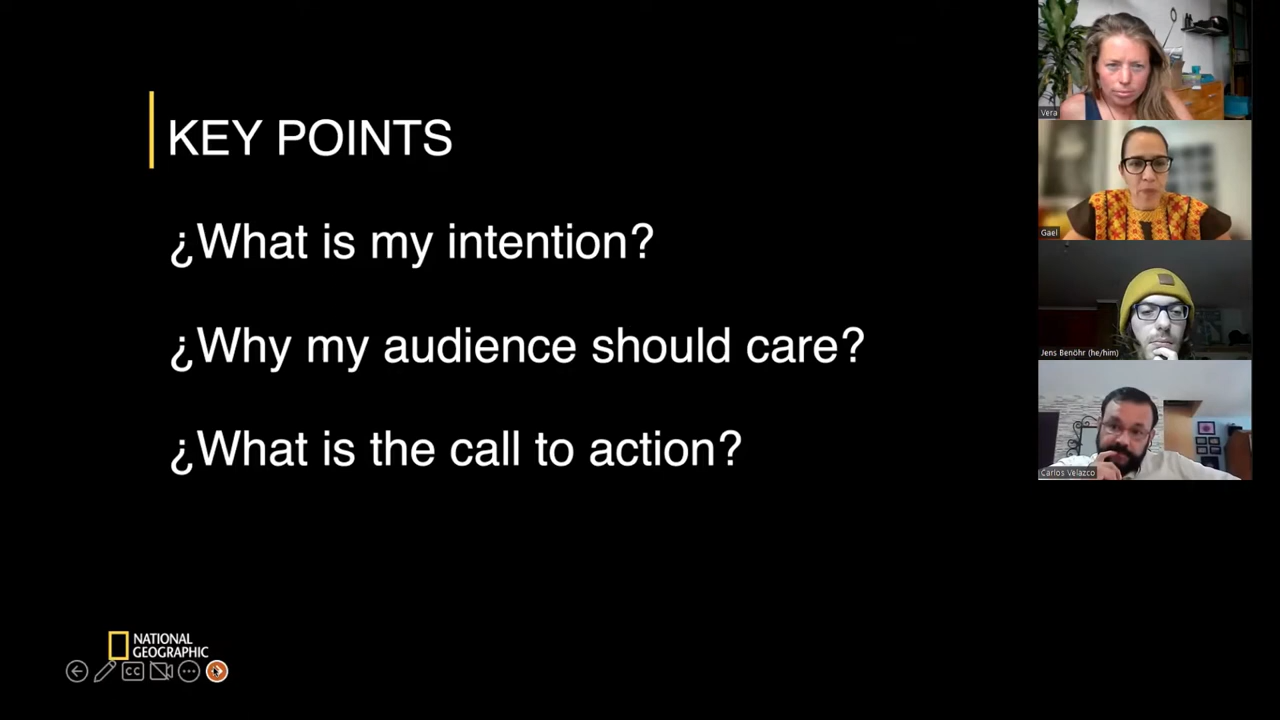 KEY POINTS
¿What is my intention?
¿Why my audience should care?
¿What is the call to action?
NATIONAL
GEOGRAPHIC
CC
Vera
Gael
Jens Benöhr (he/him)
Carlos Velazco